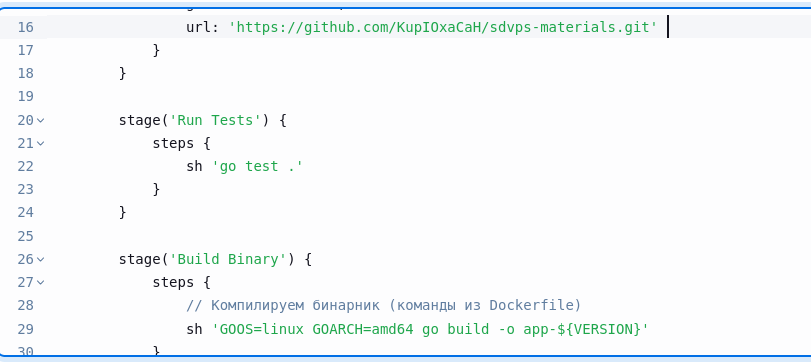 16 url: 'https://github.com/KupIOxaCaH/sdvps-materials.git'
17 }
18 }
19
20 stage('Run Tests') {
21 steps {
22 sh 'go test .'
23 }
24 }
25
26 stage('Build Binary') {
27 steps {
28 // Компилируем бинарник (команды из Dockerfile)
29 sh 'GOOS=linux GOARCH=amd64 go build -o app-${VERSION}'
30 }